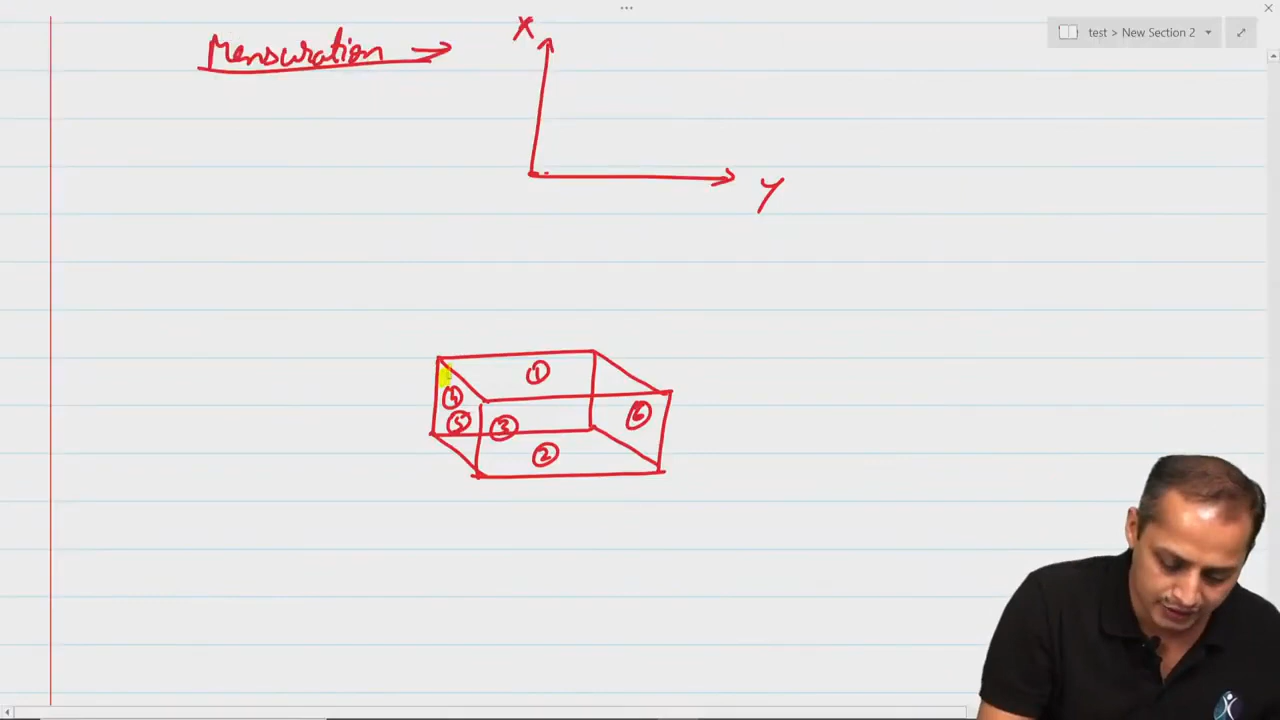 Mensuration →
X
Y
test > New Section 2
①
④
⑤ ③ ⑥
②